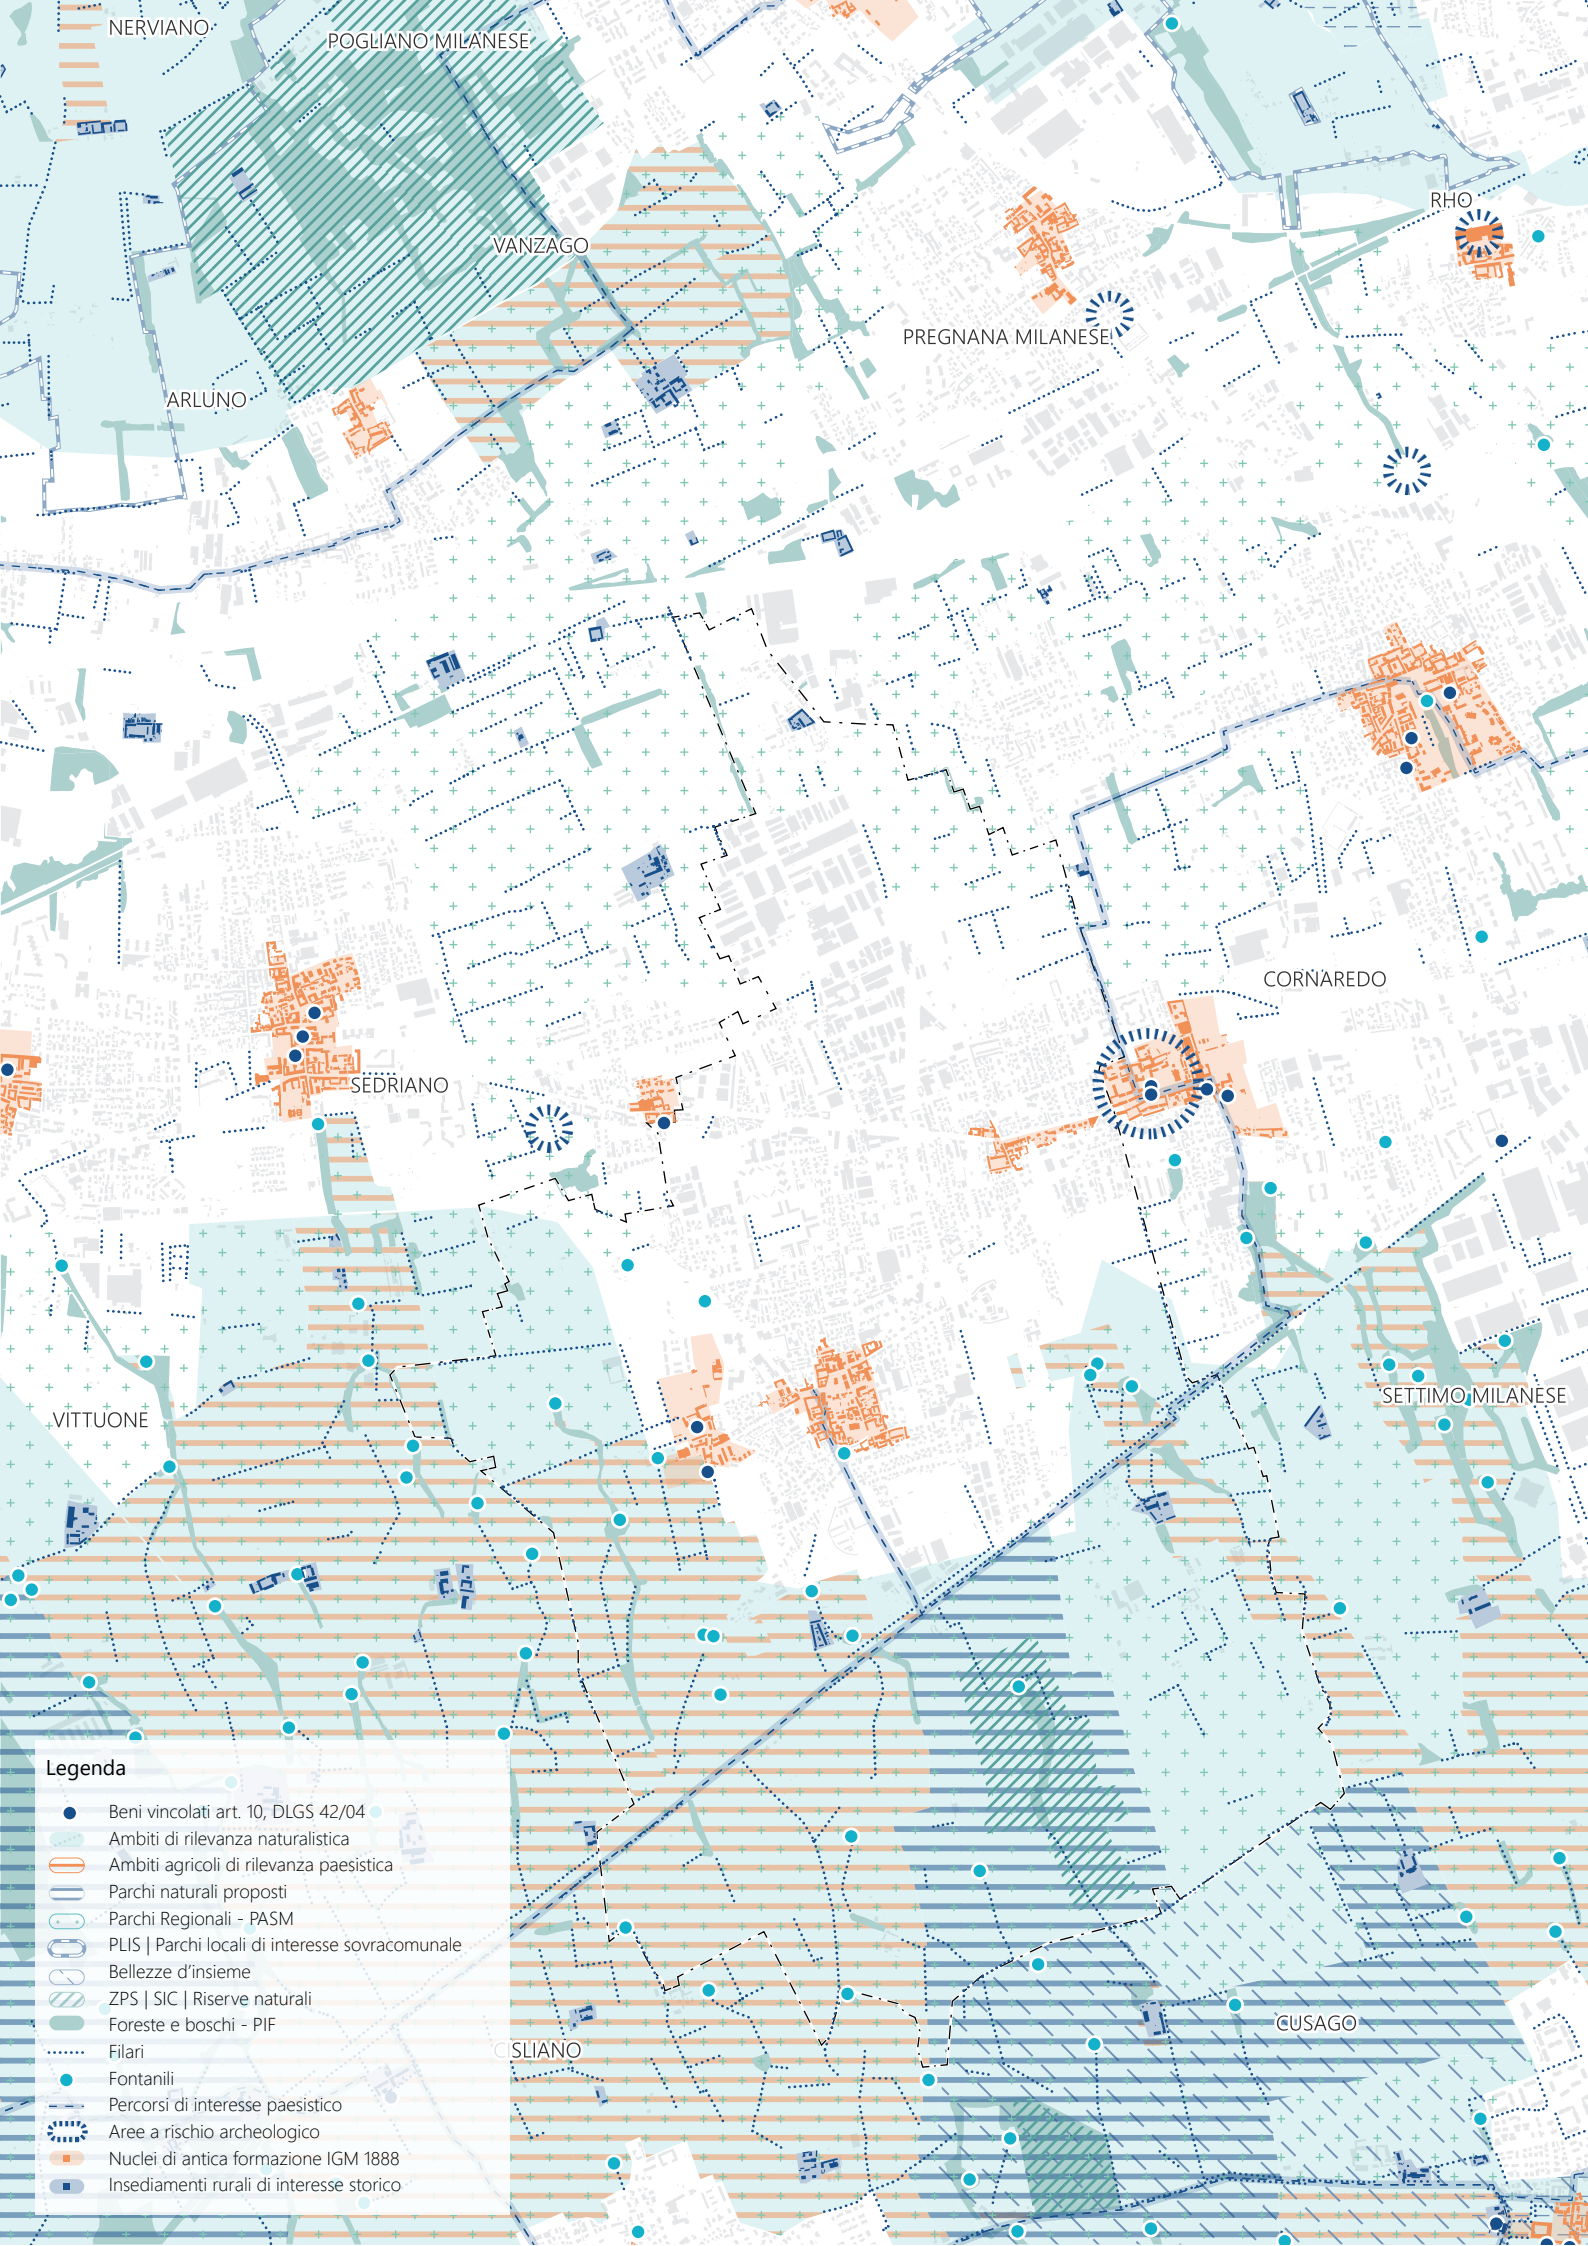 NERVIANO
POGLIANO MILANESE
RHO
VANZAGO
PREGNANA MILANESE
ARLUNO
CORNAREDO
SEDRIANO
SETTIMO MILANESE
VITTUONE
Legenda
Beni vincolati art. 10, DLGS 42/04
Ambiti di rilevanza naturalistica
Ambiti agricoli di rilevanza paesistica
Parchi naturali proposti
Parchi Regionali - PASM
PLIS | Parchi locali di interesse sovracomunale
Bellezze d'insieme
ZPS | SIC | Riserve naturali
Foreste e boschi - PIF
Filari
Fontanili
Percorsi di interesse paesistico
Aree a rischio archeologico
Nuclei di antica formazione IGM 1888
Insediamenti rurali di interesse storico
CUSAGO
CISLIANO